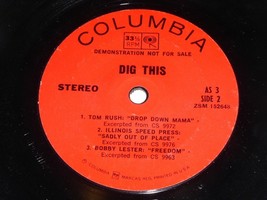 COLUMBIA
33⅓ RPM
DEMONSTRATION NOT FOR SALE
DIG THIS
STEREO
AS 3
SIDE 2
ZSM 152646
1. TOM RUSH: "DROP DOWN MAMA" -
Excerpted from CS 9972
2. ILLINOIS SPEED PRESS:
"SADLY OUT OF PLACE" -
Excerpted from CS 9976
3. BOBBY LESTER: "FREEDOM" -
Excerpted from CS 9963